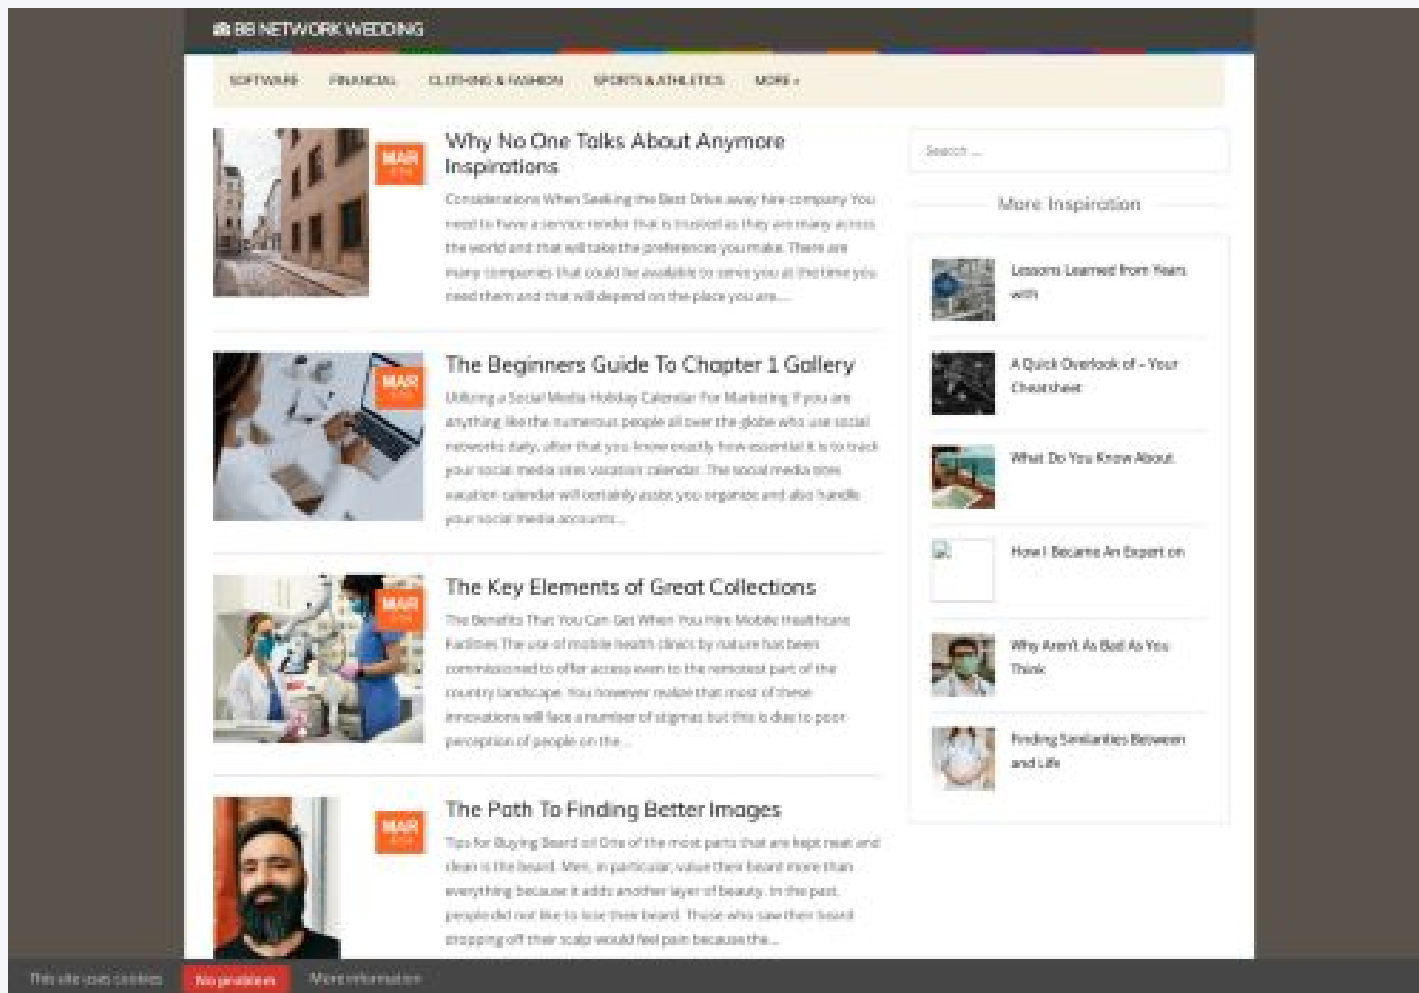 BB NETWORK WEDDING
SOFTWARE FINANCIAL CLOTHING & FASHION SPORTS & ATHLETICS MORE »
MAR
Why No One Talks About Anymore
Inspirations
Considerations When Seeking the Best Drive away hire company You
need to have a service render that is trusted as they are many across
the world and that will take the preferences you make. There are
many companies that could be available to serve you at the time you
need them and that will depend on the place you are....
MAR
The Beginners Guide To Chapter 1 Gallery
Utilizing a Social Media Holiday Calendar For Marketing If you are
anything like the numerous people all over the globe who use social
networks daily, after that you know exactly how essential it is to track
your social media sites vacation calendar. The social media sites
vacation calendar will certainly assist you organize and also handle
your social media accounts...
MAR
The Key Elements of Great Collections
The Benefits That You Can Get When You Hire Mobile Healthcare
Facilities The use of mobile health clinics by nature has been
commissioned to offer access even to the remotest part of the
country landscape. You however realize that most of these
innovations will face a number of stigmas but this is due to poor
perception of people on the...
MAR
The Path To Finding Better Images
Tips for Buying Beard oil One of the most parts that are kept neat and
clean is the beard. Men, in particular, value their beard more than
everything because it adds another layer of beauty. In the past,
people did not like to lose their beard. Those who saw their beard
dropping off their scalp would feel pain because the...
Search ...
More Inspiration
Lessons Learned from Years
with
A Quick Overlook of – Your
Cheatsheet
What Do You Know About
How I Became An Expert on
Why Aren't As Bad As You
Think
Finding Similarities Between
and Life
This site uses cookies No problem More information